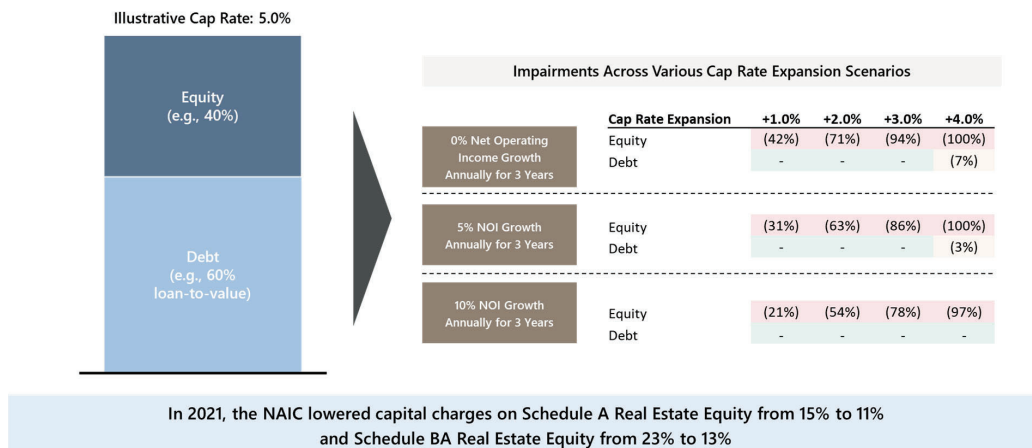 Illustrative Cap Rate: 5.0%
Equity
(e.g., 40%)
Debt
(e.g., 60%
loan-to-value)
Impairments Across Various Cap Rate Expansion Scenarios
Cap Rate Expansion +1.0% +2.0% +3.0% +4.0%
0% Net Operating
Income Growth
Annually for 3 Years
Equity (42%) (71%) (94%) (100%)
Debt - - - (7%)
5% NOI Growth
Annually for 3 Years
Equity (31%) (63%) (86%) (100%)
Debt - - - (3%)
10% NOI Growth
Annually for 3 Years
Equity (21%) (54%) (78%) (97%)
Debt - - - -
In 2021, the NAIC lowered capital charges on Schedule A Real Estate Equity from 15% to 11%
and Schedule BA Real Estate Equity from 23% to 13%